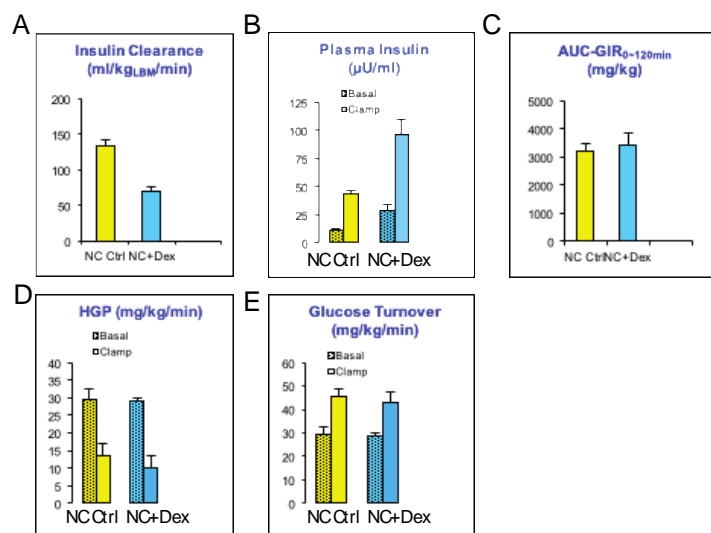 A
Insulin Clearance
(ml/kgLBM/min)
200
150
100
50
0
NC Ctrl NC+Dex
B
Plasma Insulin
(µU/ml)
Basal
Clamp
125
100
75
50
25
0
NC Ctrl NC+Dex
C
AUC-GIR0~120min
(mg/kg)
5000
4000
3000
2000
1000
0
NC Ctrl NC+Dex
D
HGP (mg/kg/min)
Basal
Clamp
40
35
30
25
20
15
10
5
0
NC Ctrl NC+Dex
E
Glucose Turnover
(mg/kg/min)
Basal
Clamp
60
50
40
30
20
10
0
NC Ctrl NC+Dex